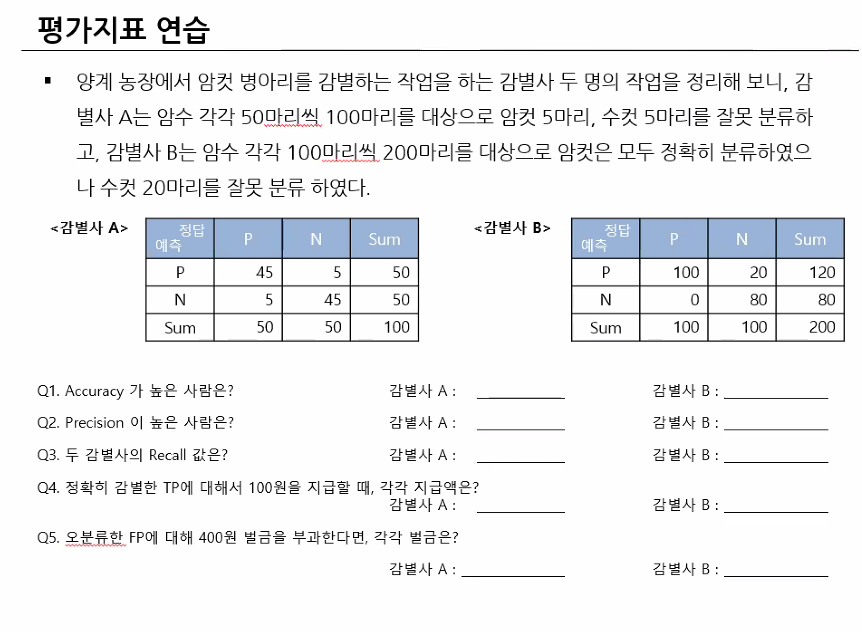 평가지표 연습
▪ 양계 농장에서 암컷 병아리를 감별하는 작업을 하는 감별사 두 명의 작업을 정리해 보니, 감
별사 A는 암수 각각 50마리씩 100마리를 대상으로 암컷 5마리, 수컷 5마리를 잘못 분류하
고, 감별사 B는 암수 각각 100마리씩 200마리를 대상으로 암컷은 모두 정확히 분류하였으
나 수컷 20마리를 잘못 분류 하였다.
<감별사 A>
정답
예측 P N Sum
P 45 5 50
N 5 45 50
Sum 50 50 100
<감별사 B>
정답
예측 P N Sum
P 100 20 120
N 0 80 80
Sum 100 100 200
Q1. Accuracy 가 높은 사람은? 감별사 A : 감별사 B :
Q2. Precision 이 높은 사람은? 감별사 A : 감별사 B :
Q3. 두 감별사의 Recall 값은? 감별사 A : 감별사 B :
Q4. 정확히 감별한 TP에 대해서 100원을 지급할 때, 각각 지급액은?
감별사 A : 감별사 B :
Q5. 오분류한 FP에 대해 400원 벌금을 부과한다면, 각각 벌금은?
감별사 A : 감별사 B :